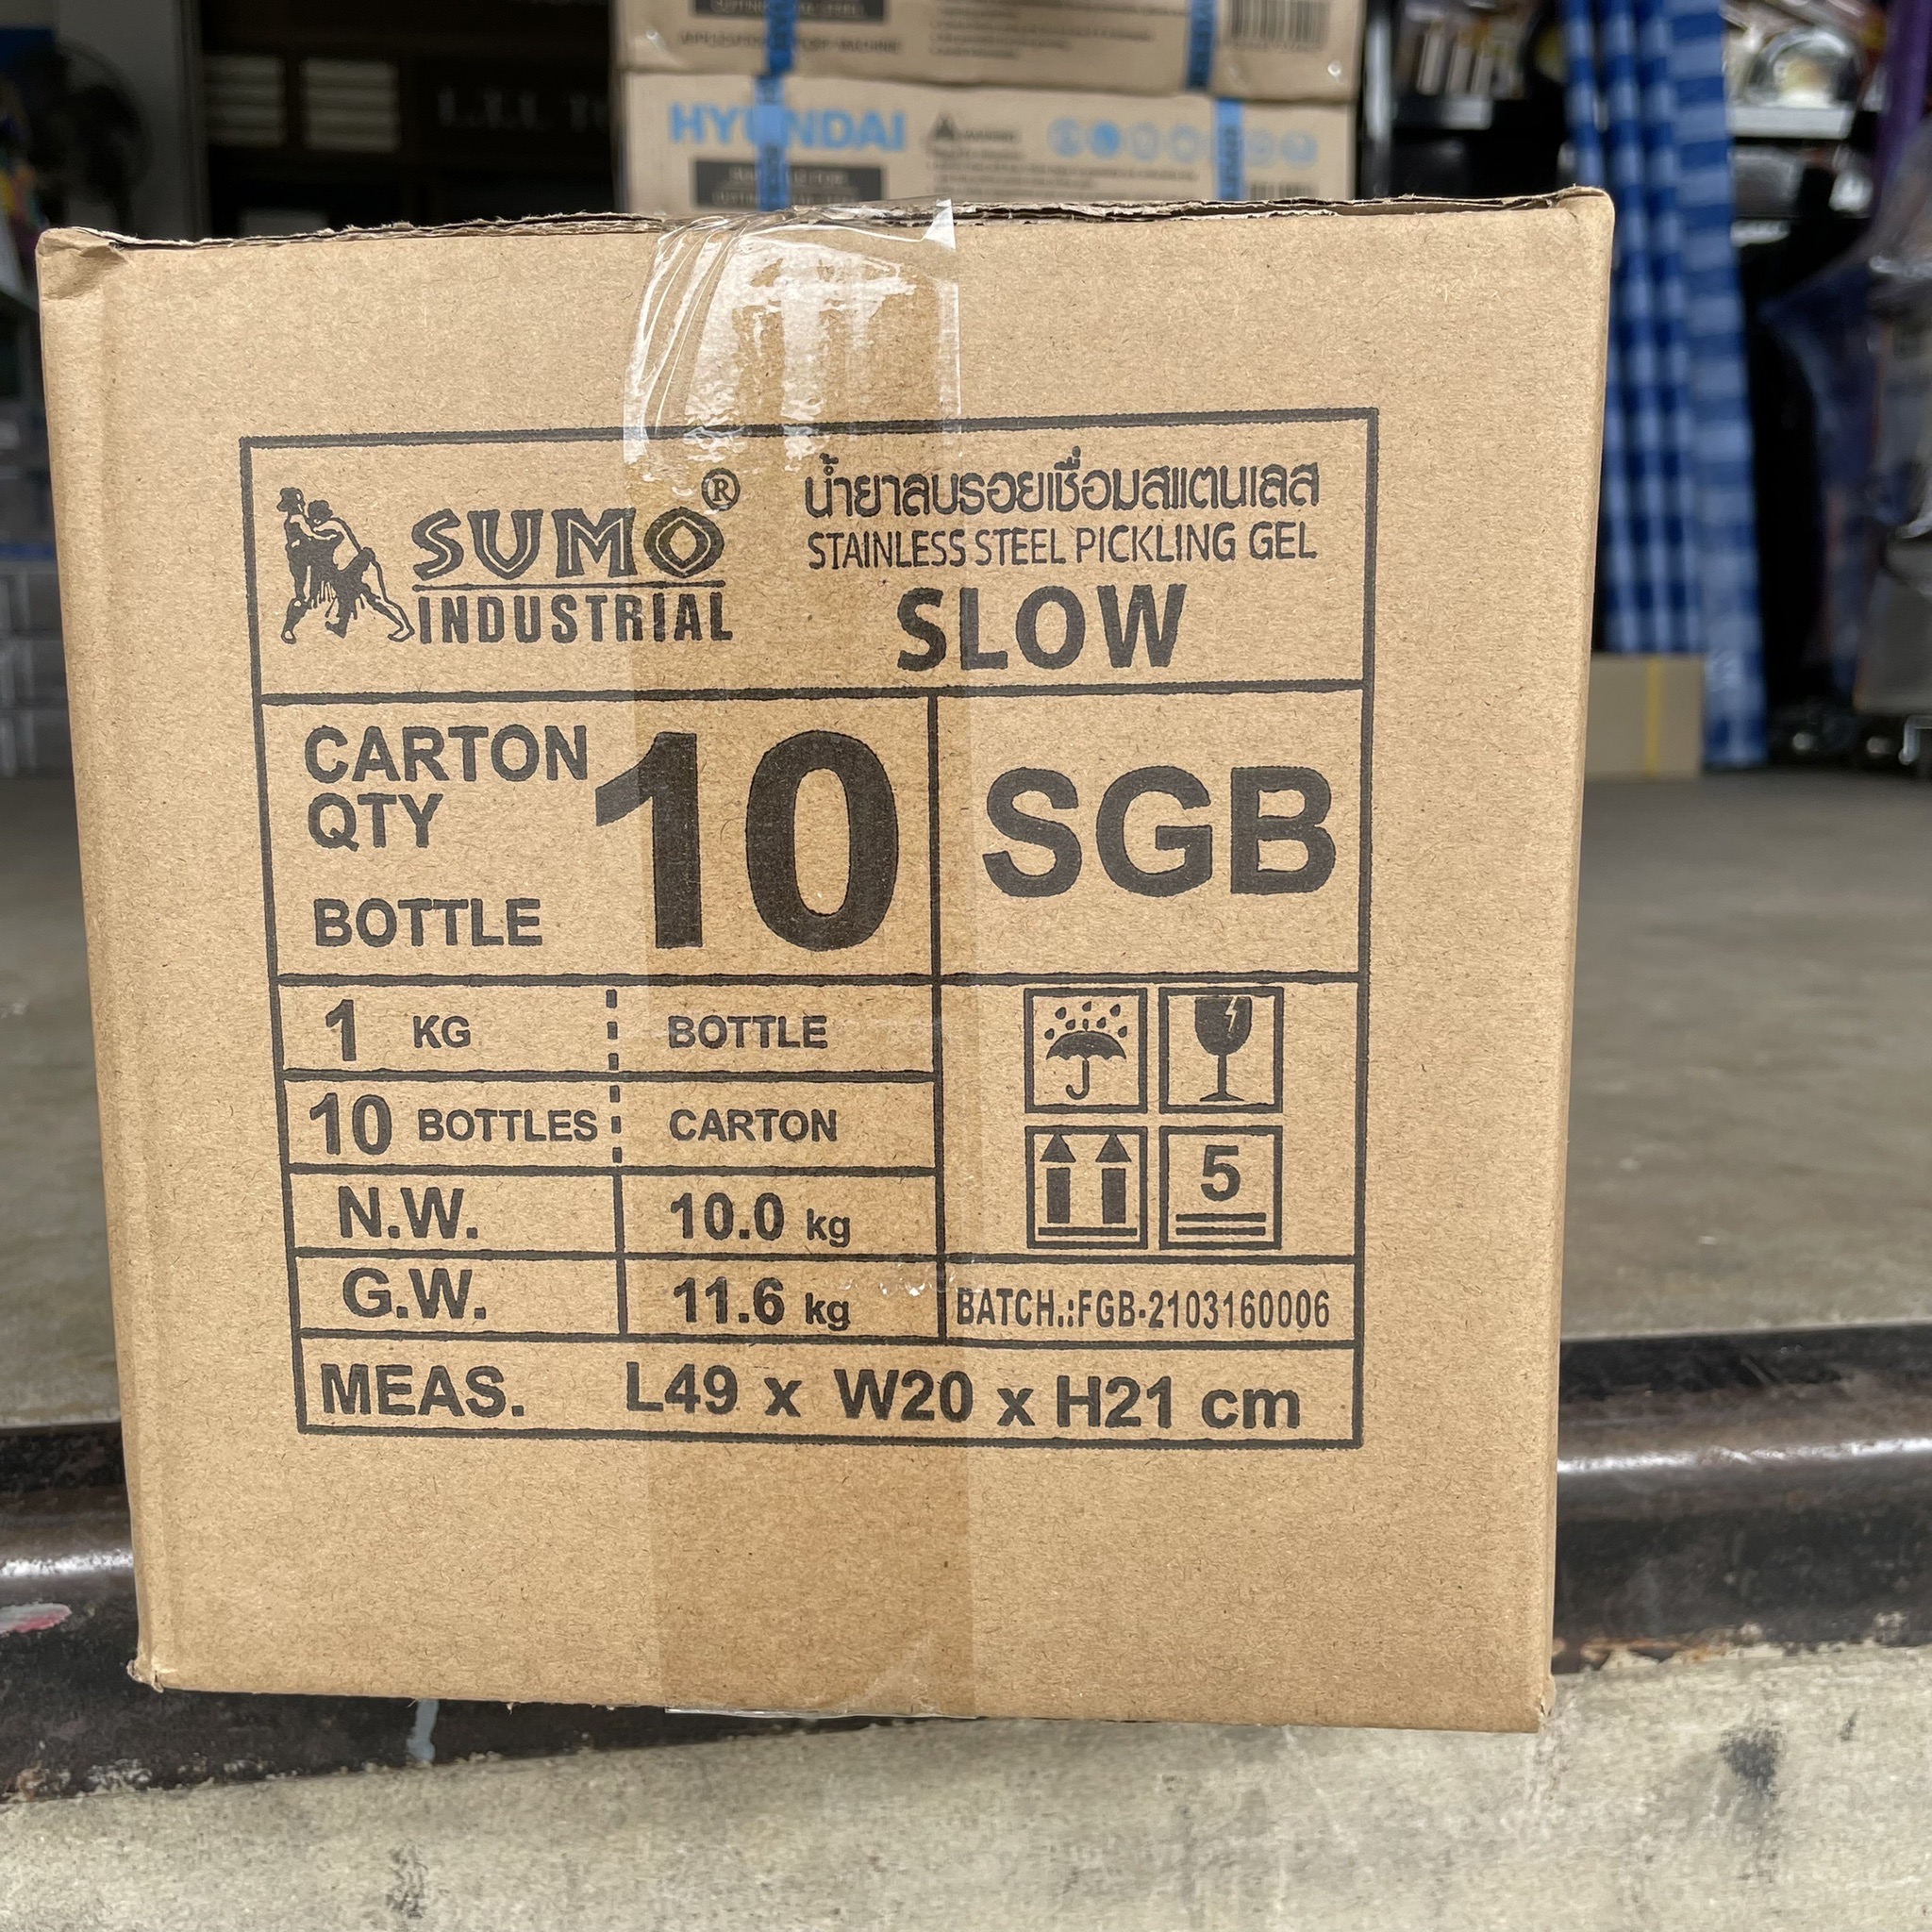 HYUNDAI
SUMO®
INDUSTRIAL
น้ำยาลบรอยเชื่อมสแตนเลส
STAINLESS STEEL PICKLING GEL
SLOW
CARTON
QTY
BOTTLE
10
SGB
1 KG BOTTLE
10 BOTTLES CARTON
N.W. 10.0 kg
G.W. 11.6 kg
5
BATCH.:FGB-2103160006
MEAS. L49 x W20 x H21 cm